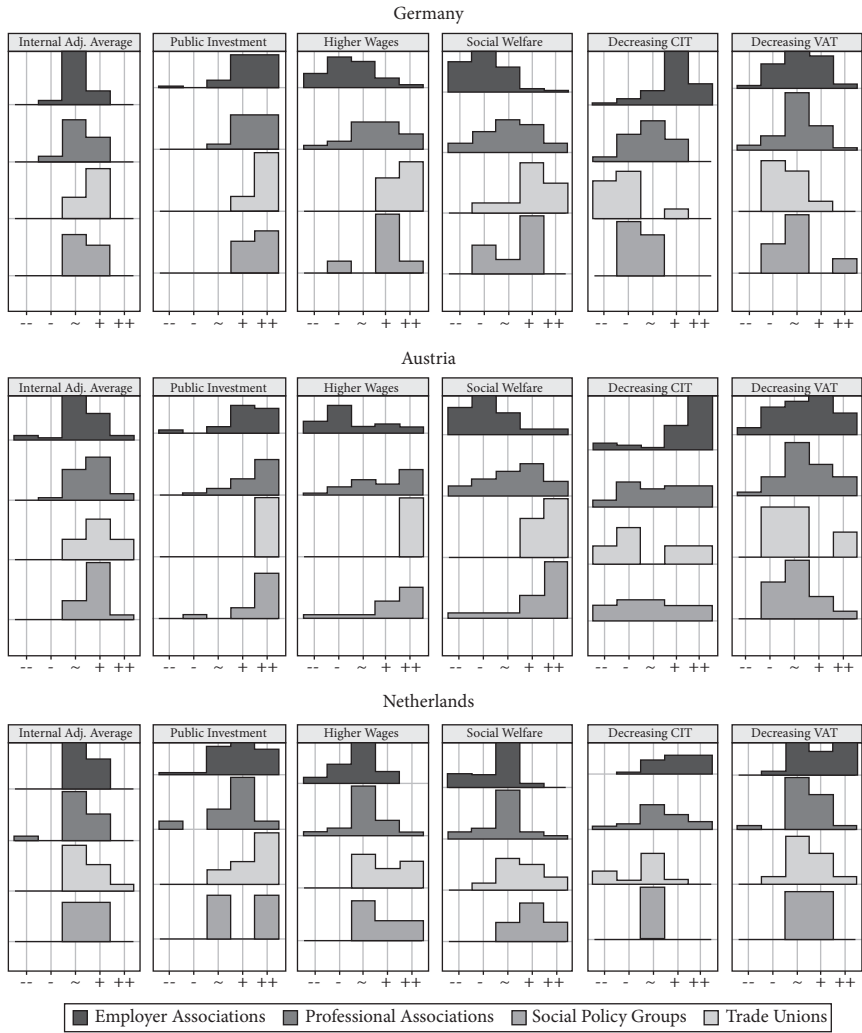 Germany
Internal Adj. Average Public Investment Higher Wages Social Welfare Decreasing CIT Decreasing VAT
-- - ~ + ++ -- - ~ + ++ -- - ~ + ++ -- - ~ + ++ -- - ~ + ++ -- - ~ + ++
Austria
Internal Adj. Average Public Investment Higher Wages Social Welfare Decreasing CIT Decreasing VAT
-- - ~ + ++ -- - ~ + ++ -- - ~ + ++ -- - ~ + ++ -- - ~ + ++ -- - ~ + ++
Netherlands
Internal Adj. Average Public Investment Higher Wages Social Welfare Decreasing CIT Decreasing VAT
-- - ~ + ++ -- - ~ + ++ -- - ~ + ++ -- - ~ + ++ -- - ~ + ++ -- - ~ + ++
Employer Associations Professional Associations Social Policy Groups Trade Unions